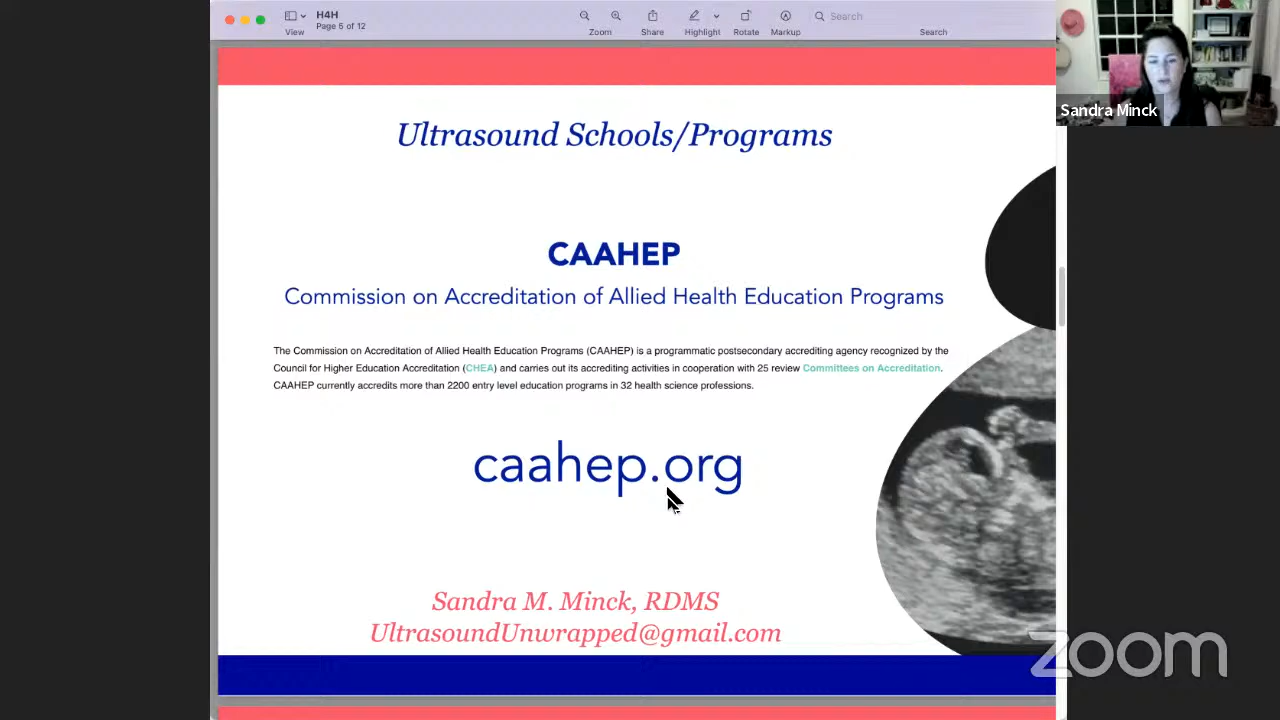 H4H
Page 5 of 12
View
Zoom
Share
Highlight
Rotate
Markup
Search
Search
Sandra Minck
Ultrasound Schools/Programs
CAAHEP
Commission on Accreditation of Allied Health Education Programs
The Commission on Accreditation of Allied Health Education Programs (CAAHEP) is a programmatic postsecondary accrediting agency recognized by the
Council for Higher Education Accreditation (CHEA) and carries out its accrediting activities in cooperation with 25 review Committees on Accreditation.
CAAHEP currently accredits more than 2200 entry level education programs in 32 health science professions.
caahep.org
Sandra M. Minck, RDMS
UltrasoundUnwrapped@gmail.com
zoom